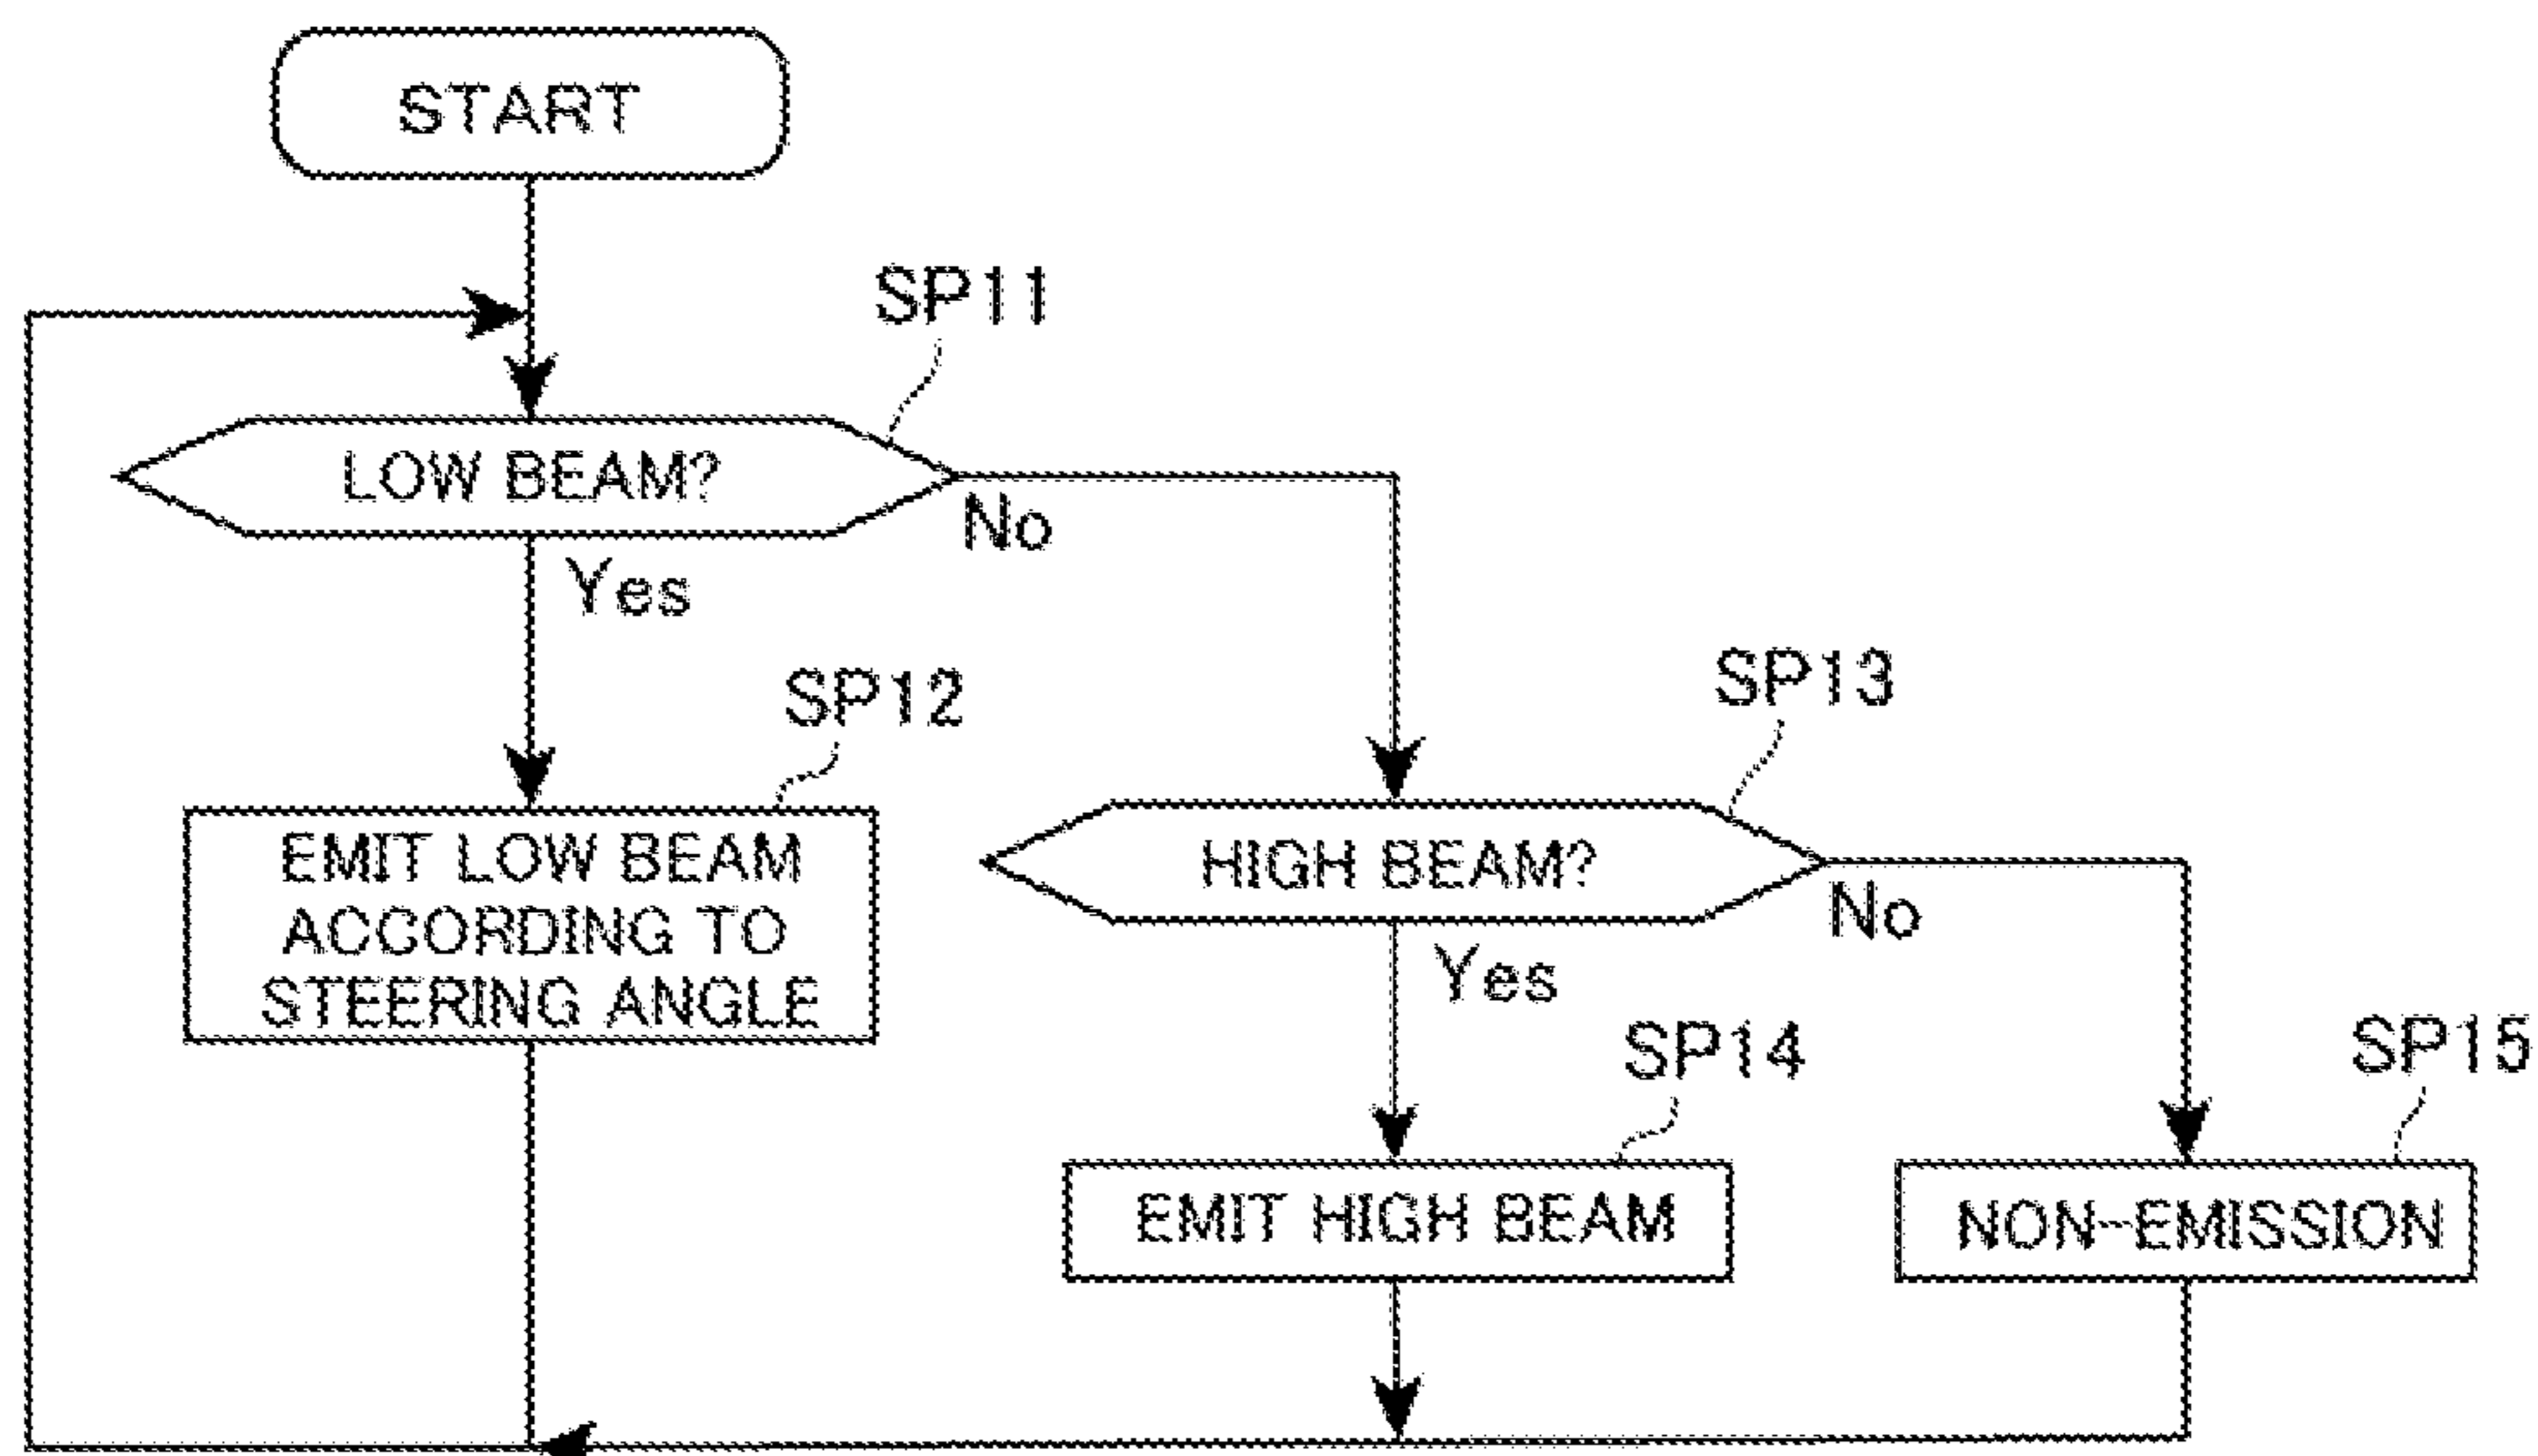 START
SP11
LOW BEAM?
No
Yes
SP12
SP13
EMIT LOW BEAM
ACCORDING TO
STEERING ANGLE
HIGH BEAM?
No
Yes
SP14
SP15
EMIT HIGH BEAM
NON-EMISSION